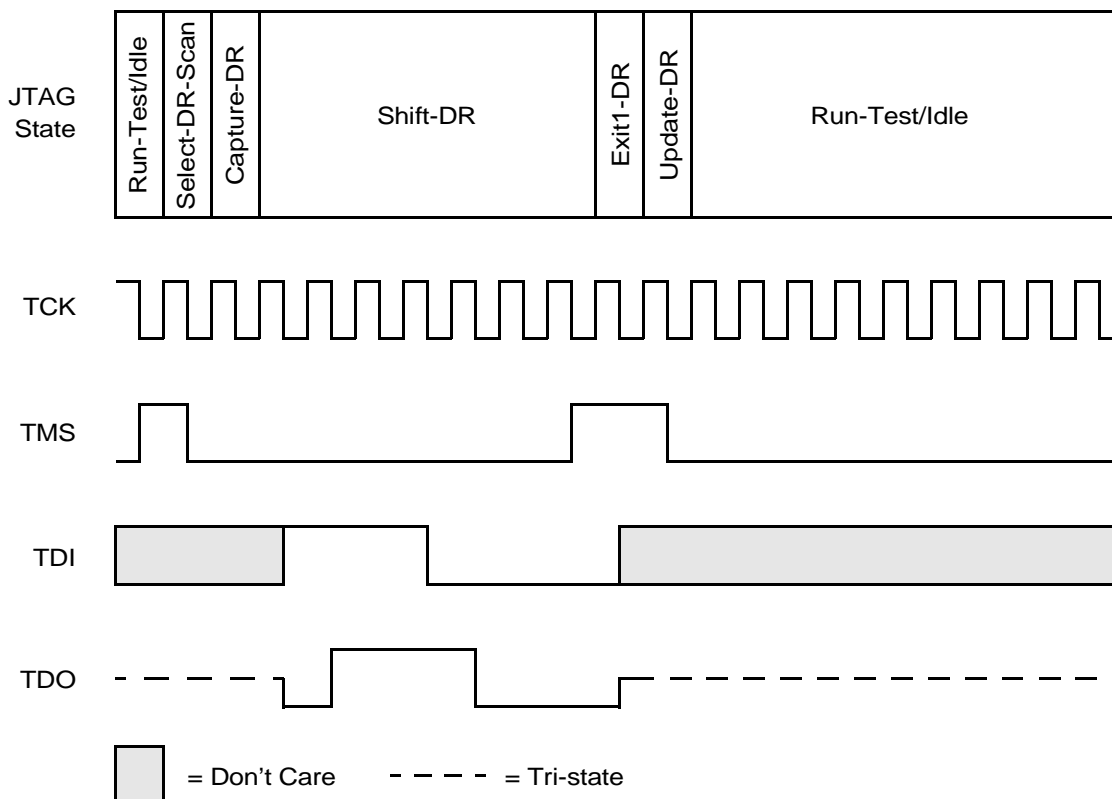 JTAG
State
Run-Test/Idle
Select-DR-Scan
Capture-DR
Shift-DR
Exit1-DR
Update-DR
Run-Test/Idle
TCK
TMS
TDI
TDO
= Don't Care
= Tri-state